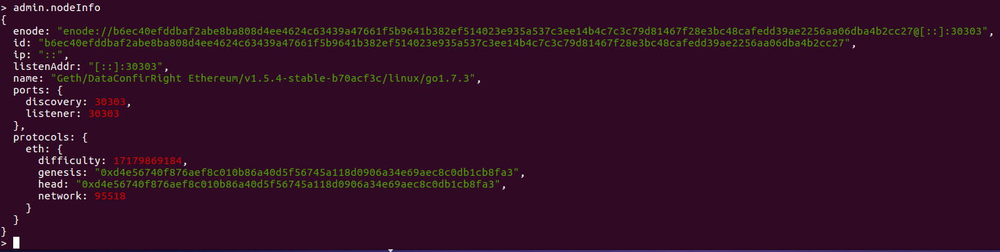 > admin.nodeInfo
{
  enode: "enode://b6ec40efddbaf2abe8ba808d4ee4624c63439a47661f5b9641b382ef514023e935a537c3ee14b4c7c3c79d81467f28e3bc48cafedd39ae2256aa06dba4b2cc27@[::]:30303",
  id: "b6ec40efddbaf2abe8ba808d4ee4624c63439a47661f5b9641b382ef514023e935a537c3ee14b4c7c3c79d81467f28e3bc48cafedd39ae2256aa06dba4b2cc27",
  ip: "::",
  listenAddr: "[::]:30303",
  name: "Geth/DataConfirRight Ethereum/v1.5.4-stable-b70acf3c/linux/go1.7.3",
  ports: {
    discovery: 30303,
    listener: 30303
  },
  protocols: {
    eth: {
      difficulty: 17179869184,
      genesis: "0xd4e56740f876aef8c010b86a40d5f56745a118d0906a34e69aec8c0db1cb8fa3",
      head: "0xd4e56740f876aef8c010b86a40d5f56745a118d0906a34e69aec8c0db1cb8fa3",
      network: 95518
    }
  }
}
>